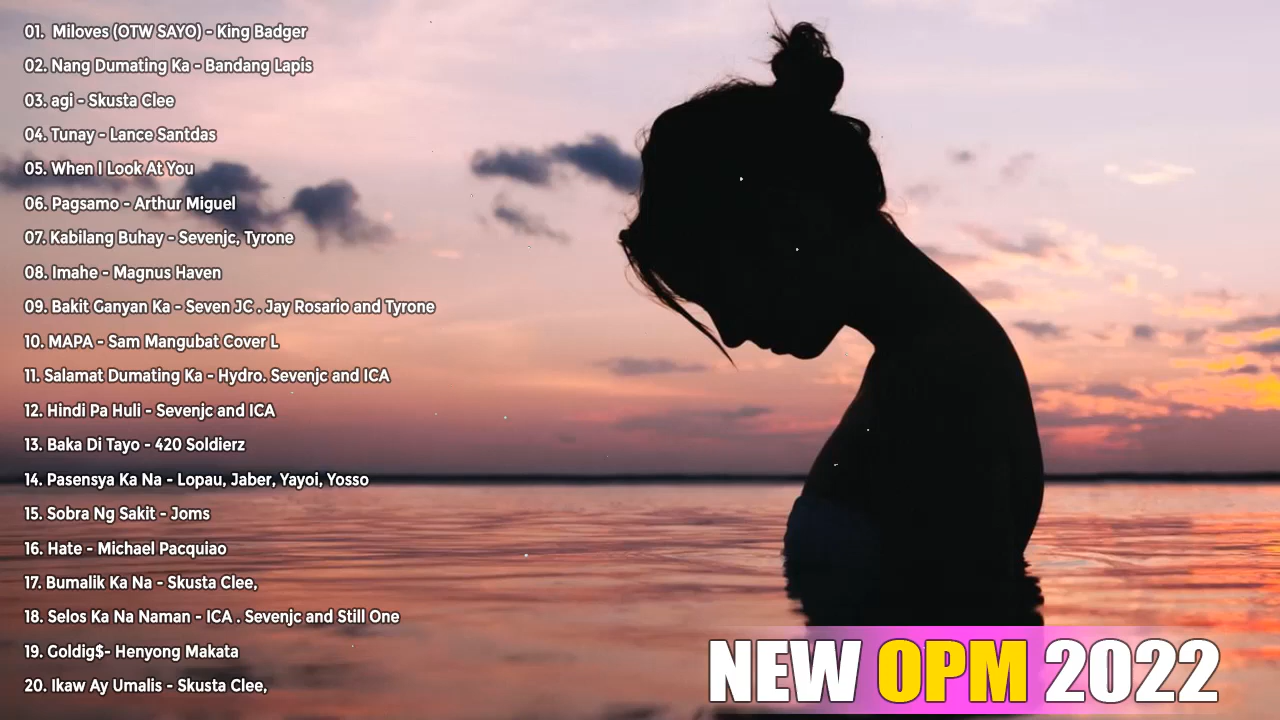 01. Miloves (OTW SAYO) - King Badger
02. Nang Dumating Ka - Bandang Lapis
03. agi - Skusta Clee
04. Tunay - Lance Santdas
05. When I Look At You
06. Pagsamo - Arthur Miguel
07. Kabilang Buhay - Sevenjc, Tyrone
08. Imahe - Magnus Haven
09. Bakit Ganyan Ka - Seven JC . Jay Rosario and Tyrone
10. MAPA - Sam Mangubat Cover L
11. Salamat Dumating Ka - Hydro. Sevenjc and ICA
12. Hindi Pa Huli - Sevenjc and ICA
13. Baka Di Tayo - 420 Soldierz
14. Pasensya Ka Na - Lopau, Jaber, Yayoi, Yosso
15. Sobra Ng Sakit - Joms
16. Hate - Michael Pacquiao
17. Bumalik Ka Na - Skusta Clee,
18. Selos Ka Na Naman - ICA . Sevenjc and Still One
19. Goldig$- Henyong Makata
20. Ikaw Ay Umalis - Skusta Clee,
NEW OPM 2022